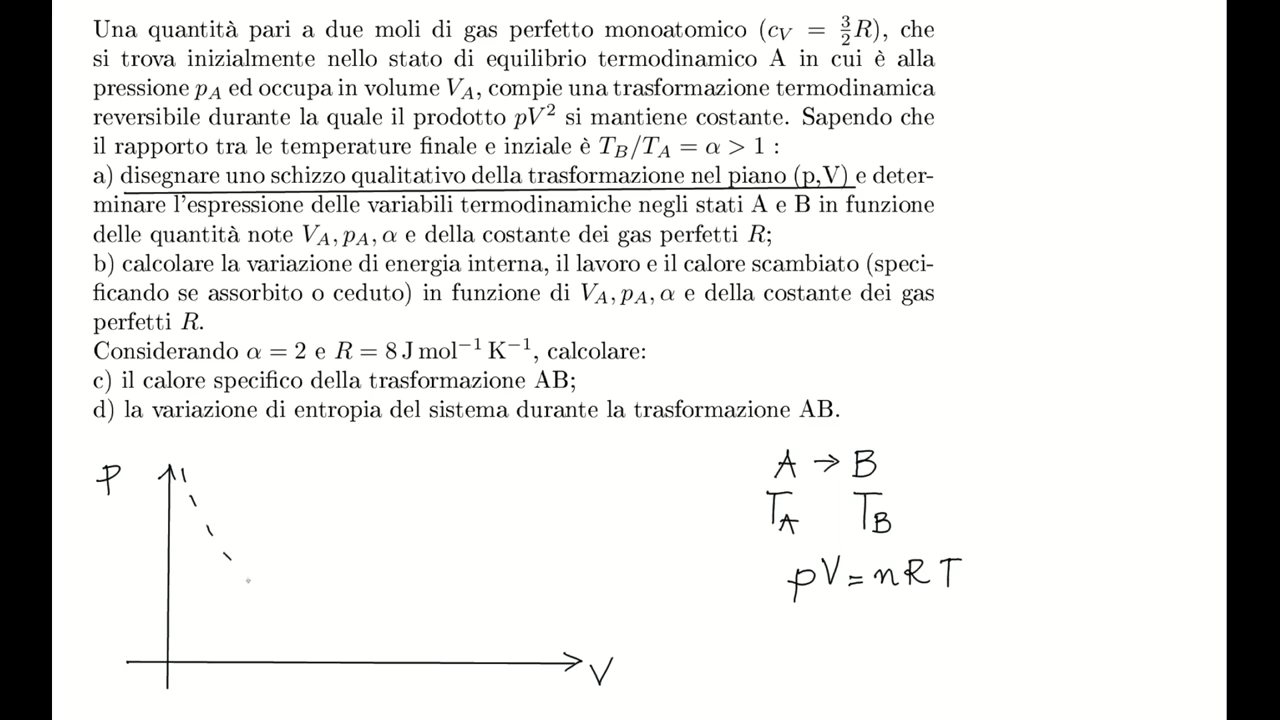 Una quantità pari a due moli di gas perfetto monoatomico (c_V = 3/2 R), che
si trova inizialmente nello stato di equilibrio termodinamico A in cui è alla
pressione p_A ed occupa in volume V_A, compie una trasformazione termodinamica
reversibile durante la quale il prodotto pV² si mantiene costante. Sapendo che
il rapporto tra le temperature finale e inziale è T_B/T_A = α > 1 :
a) disegnare uno schizzo qualitativo della trasformazione nel piano (p,V) e deter-
minare l'espressione delle variabili termodinamiche negli stati A e B in funzione
delle quantità note V_A, p_A, α e della costante dei gas perfetti R;
b) calcolare la variazione di energia interna, il lavoro e il calore scambiato (speci-
ficando se assorbito o ceduto) in funzione di V_A, p_A, α e della costante dei gas
perfetti R.
Considerando α = 2 e R = 8 J mol⁻¹ K⁻¹, calcolare:
c) il calore specifico della trasformazione AB;
d) la variazione di entropia del sistema durante la trasformazione AB.
P
A → B
T_A T_B
pV = nRT
V